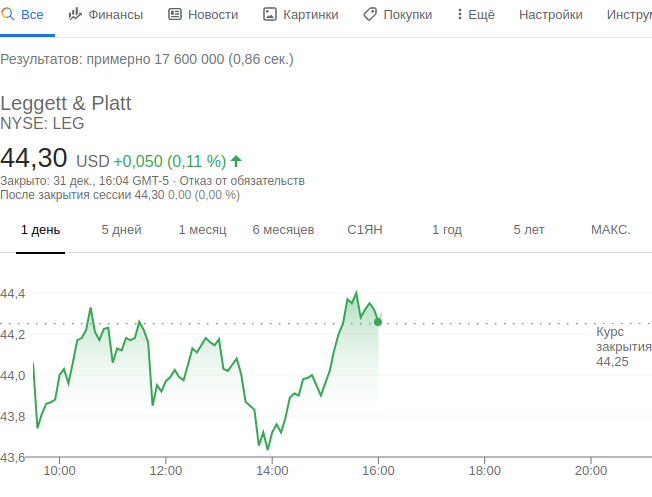 Все Финансы Новости Картинки Покупки Ещё Настройки Инструм
Результатов: примерно 17 600 000 (0,86 сек.)
Leggett & Platt
NYSE: LEG
44,30 USD +0,050 (0,11 %)
Закрыто: 31 дек., 16:04 GMT-5 · Отказ от обязательств
После закрытия сессии 44,30 0,00 (0,00 %)
1 день 5 дней 1 месяц 6 месяцев С1ЯН 1 год 5 лет МАКС.
44,4
44,2
Курс
закрытия
44,25
44,0
43,8
43,6
10:00 12:00 14:00 16:00 18:00 20:00